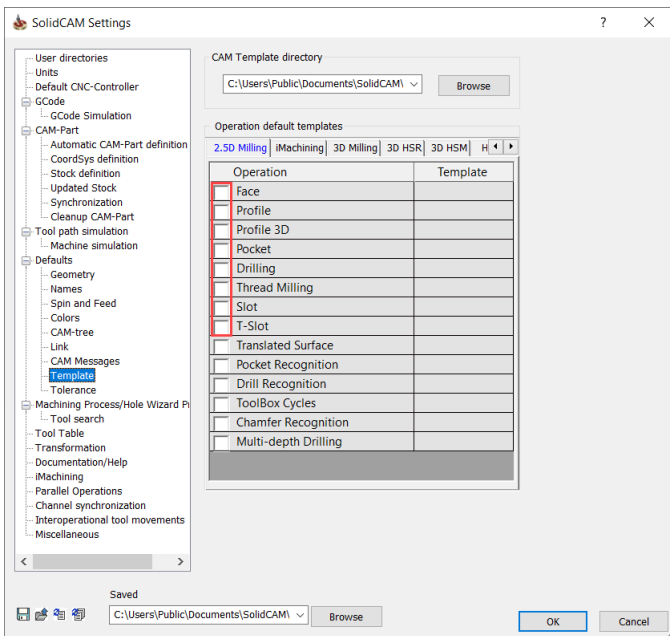 SolidCAM Settings
User directories
Units
Default CNC-Controller
GCode
GCode Simulation
CAM-Part
Automatic CAM-Part definition
CoordSys definition
Stock definition
Updated Stock
Synchronization
Cleanup CAM-Part
Tool path simulation
Machine simulation
Defaults
Geometry
Names
Spin and Feed
Colors
CAM-tree
Link
CAM Messages
Template
Tolerance
Machining Process/Hole Wizard P
Tool search
Tool Table
Transformation
Documentation/Help
iMachining
Parallel Operations
Channel synchronization
Interoperational tool movements
Miscellaneous
CAM Template directory
C:\Users\Public\Documents\SolidCAM\ Browse
Operation default templates
2.5D Milling iMachining 3D Milling 3D HSR 3D HSM H
Operation Template
Face
Profile
Profile 3D
Pocket
Drilling
Thread Milling
Slot
T-Slot
Translated Surface
Pocket Recognition
Drill Recognition
ToolBox Cycles
Chamfer Recognition
Multi-depth Drilling
Saved
C:\Users\Public\Documents\SolidCAM\ Browse
OK Cancel